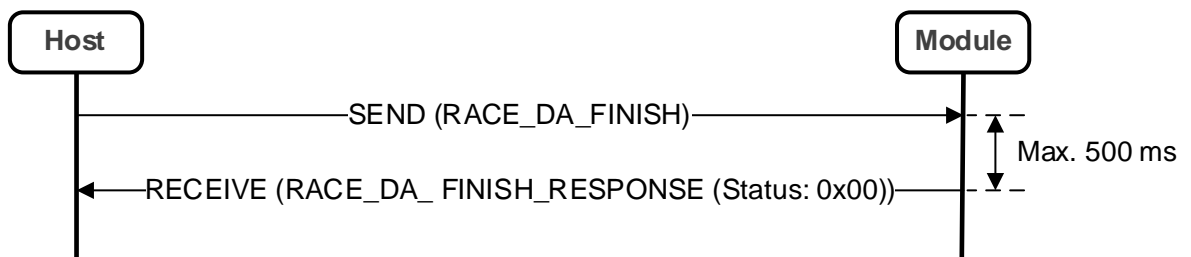 Host
Module
SEND (RACE_DA_FINISH)
Max. 500 ms
RECEIVE (RACE_DA_ FINISH_RESPONSE (Status: 0x00))